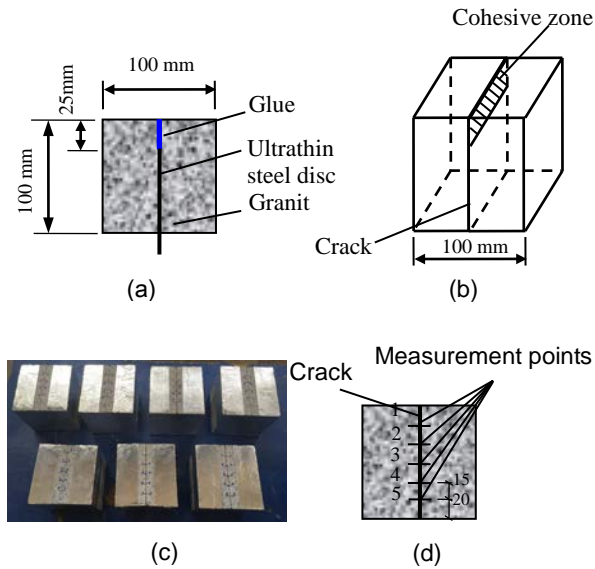 100 mm
25mm
Glue
Ultrathin
steel disc
Granit
100 mm
(a)
Cohesive zone
Crack
100 mm
(b)
(c)
Crack
Measurement points
1
2
3
4
5
15
20
(d)